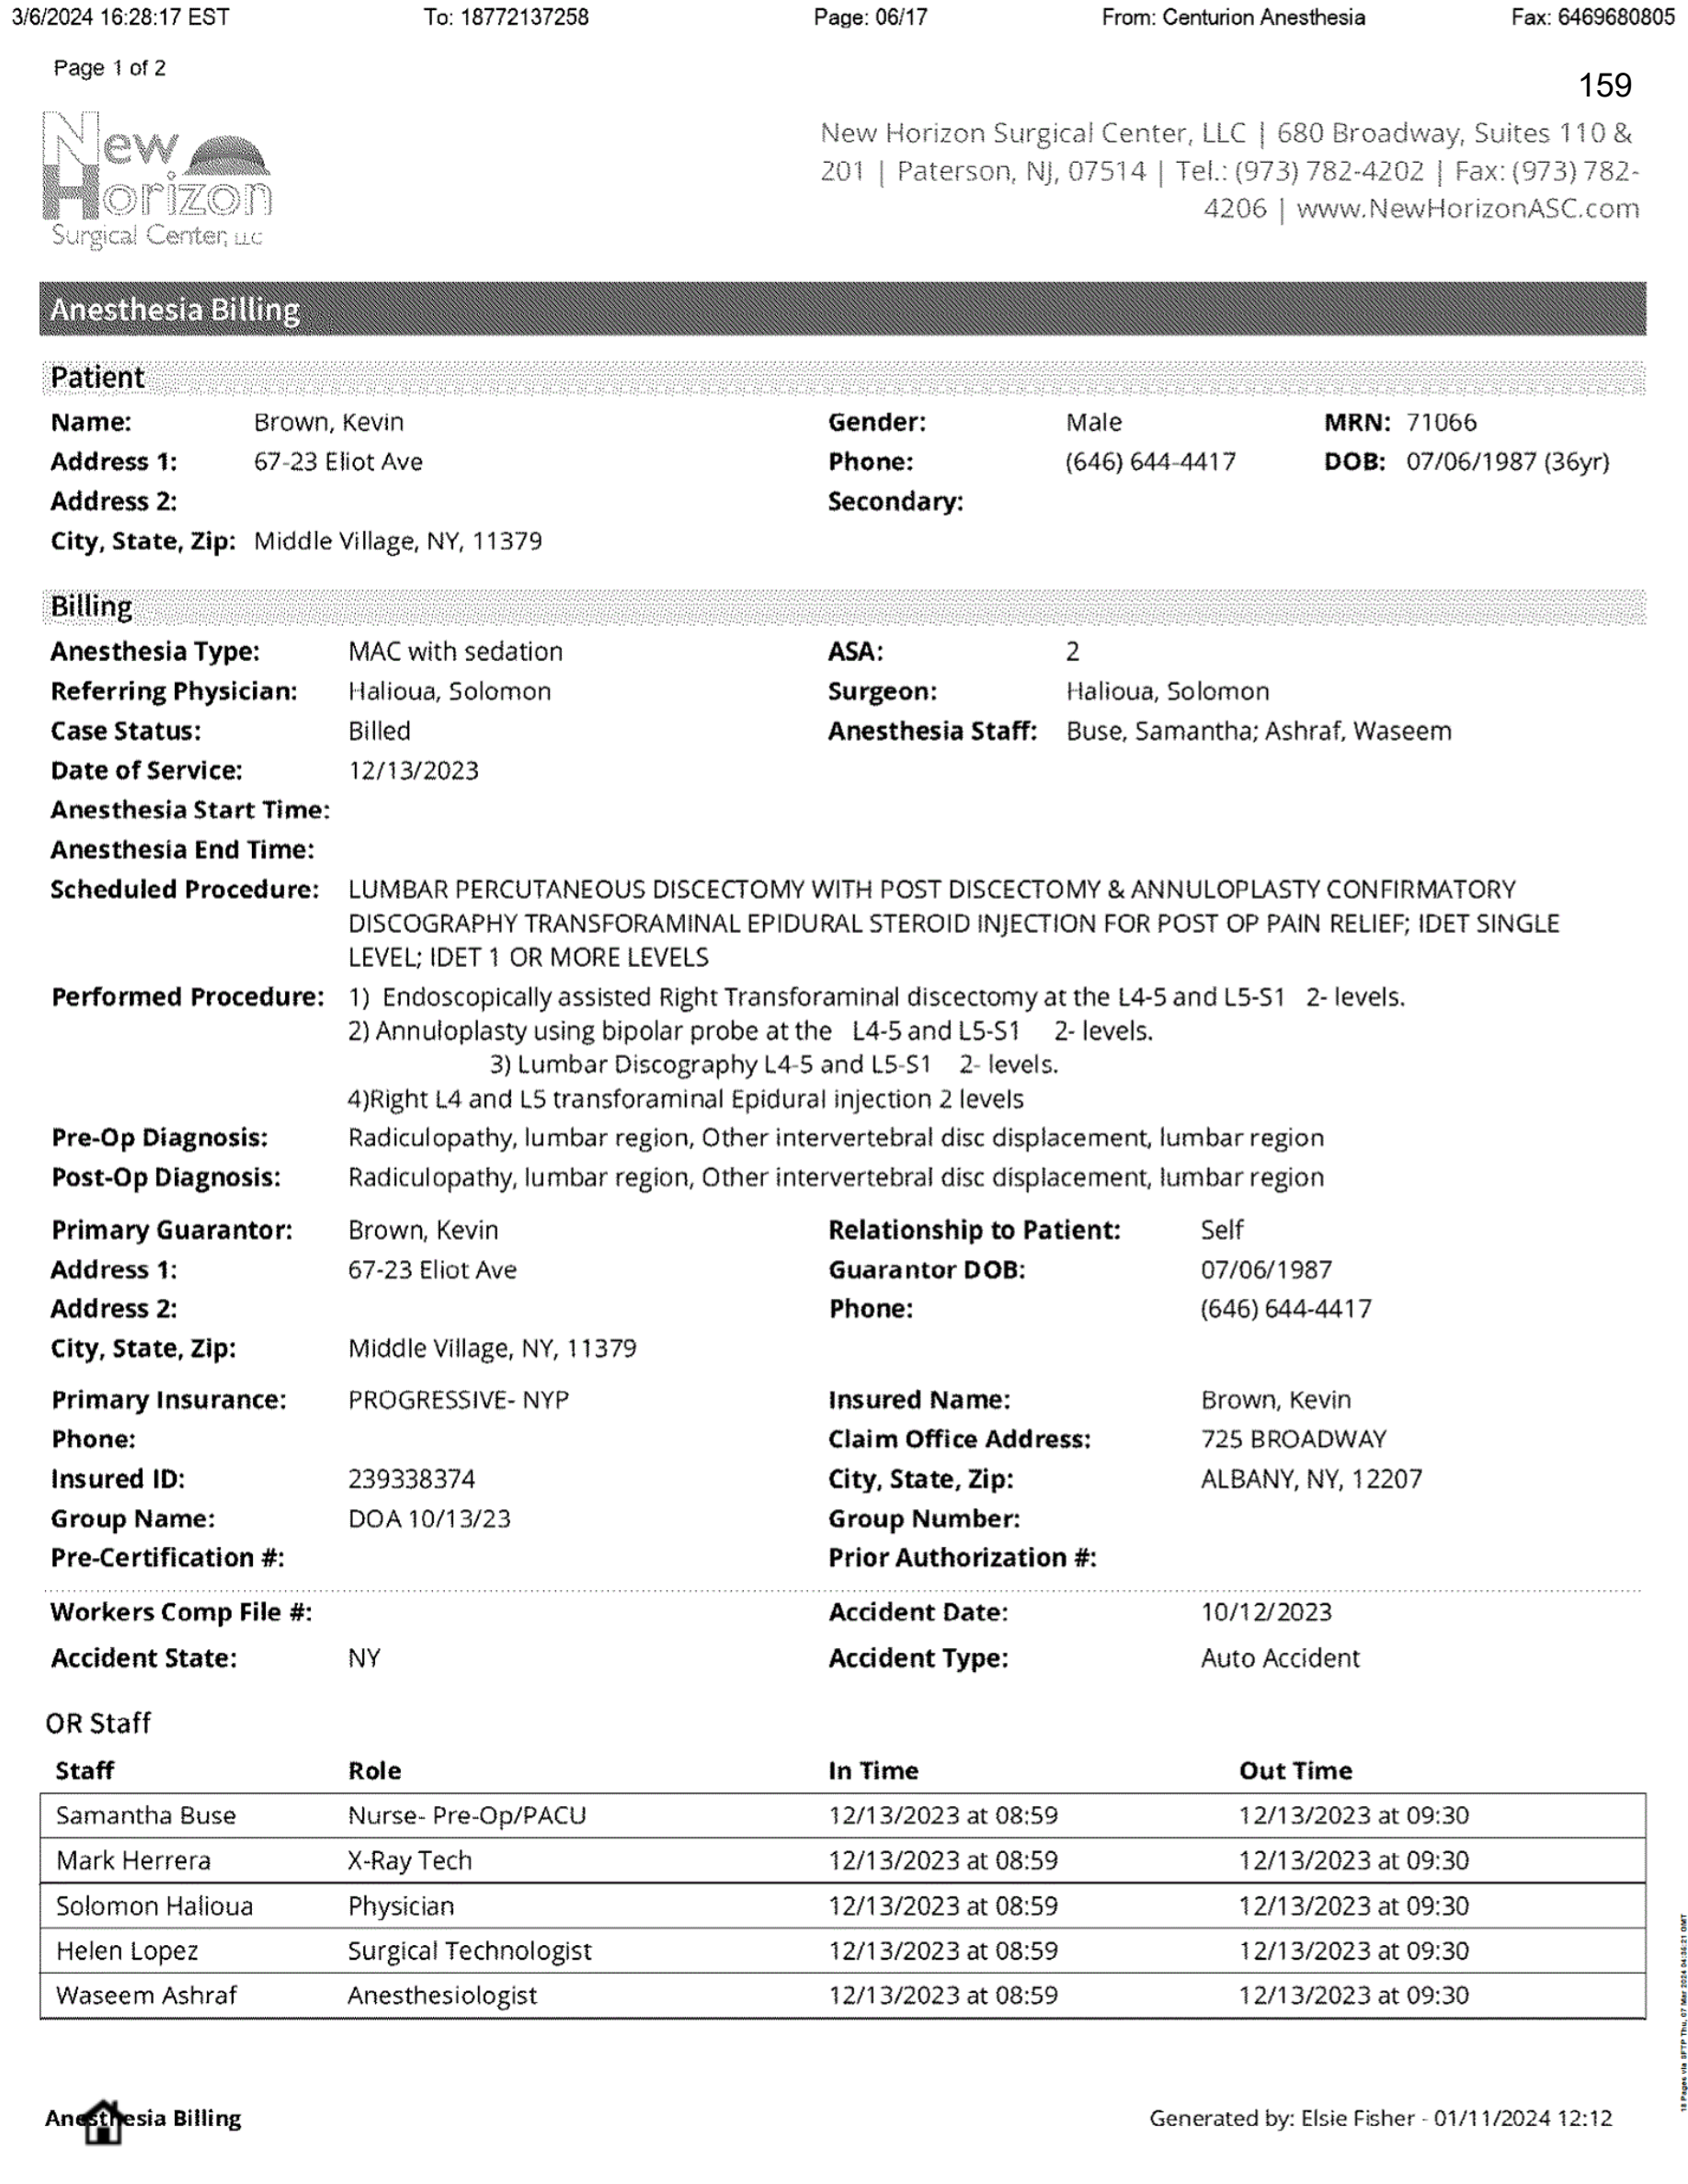 3/6/2024 16:28:17 EST To: 18772137258 Page: 06/17 From: Centurion Anesthesia Fax: 6469680805
Page 1 of 2
159
New Horizon Surgical Center, LLC
New Horizon Surgical Center, LLC | 680 Broadway, Suites 110 &
201 | Paterson, NJ, 07514 | Tel.: (973) 782-4202 | Fax: (973) 782-
4206 | www.NewHorizonASC.com
Anesthesia Billing
Patient
Name: Brown, Kevin Gender: Male MRN: 71066
Address 1: 67-23 Eliot Ave Phone: (646) 644-4417 DOB: 07/06/1987 (36yr)
Address 2: Secondary:
City, State, Zip: Middle Village, NY, 11379
Billing
Anesthesia Type: MAC with sedation ASA: 2
Referring Physician: Halioua, Solomon Surgeon: Halioua, Solomon
Case Status: Billed Anesthesia Staff: Buse, Samantha; Ashraf, Waseem
Date of Service: 12/13/2023
Anesthesia Start Time:
Anesthesia End Time:
Scheduled Procedure: LUMBAR PERCUTANEOUS DISCECTOMY WITH POST DISCECTOMY & ANNULOPLASTY CONFIRMATORY
DISCOGRAPHY TRANSFORAMINAL EPIDURAL STEROID INJECTION FOR POST OP PAIN RELIEF; IDET SINGLE
LEVEL; IDET 1 OR MORE LEVELS
Performed Procedure: 1) Endoscopically assisted Right Transforaminal discectomy at the L4-5 and L5-S1 2- levels.
2) Annuloplasty using bipolar probe at the L4-5 and L5-S1 2- levels.
3) Lumbar Discography L4-5 and L5-S1 2- levels.
4)Right L4 and L5 transforaminal Epidural injection 2 levels
Pre-Op Diagnosis: Radiculopathy, lumbar region, Other intervertebral disc displacement, lumbar region
Post-Op Diagnosis: Radiculopathy, lumbar region, Other intervertebral disc displacement, lumbar region
Primary Guarantor: Brown, Kevin Relationship to Patient: Self
Address 1: 67-23 Eliot Ave Guarantor DOB: 07/06/1987
Address 2: Phone: (646) 644-4417
City, State, Zip: Middle Village, NY, 11379
Primary Insurance: PROGRESSIVE- NYP Insured Name: Brown, Kevin
Phone: Claim Office Address: 725 BROADWAY
Insured ID: 239338374 City, State, Zip: ALBANY, NY, 12207
Group Name: DOA 10/13/23 Group Number:
Pre-Certification #: Prior Authorization #:
Workers Comp File #: Accident Date: 10/12/2023
Accident State: NY Accident Type: Auto Accident
OR Staff
Staff Role In Time Out Time
Samantha Buse Nurse- Pre-Op/PACU 12/13/2023 at 08:59 12/13/2023 at 09:30
Mark Herrera X-Ray Tech 12/13/2023 at 08:59 12/13/2023 at 09:30
Solomon Halioua Physician 12/13/2023 at 08:59 12/13/2023 at 09:30
Helen Lopez Surgical Technologist 12/13/2023 at 08:59 12/13/2023 at 09:30
Waseem Ashraf Anesthesiologist 12/13/2023 at 08:59 12/13/2023 at 09:30
Anesthesia Billing Generated by: Elsie Fisher - 01/11/2024 12:12
18 Pages via SFTP Thu, 07 Mar 2024 04:36:21 GMT